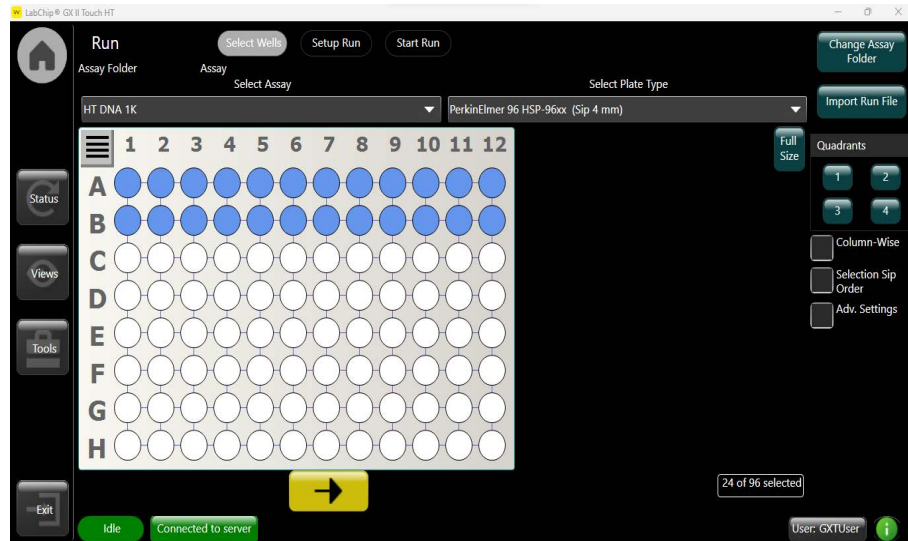 W LabChip® GX II Touch HT
Run
Select Wells
Setup Run
Start Run
Change Assay
Folder
Assay Folder
Assay
Select Assay
Select Plate Type
Import Run File
HT DNA 1K
PerkinElmer 96 HSP-96xx (Sip 4 mm)
1 2 3 4 5 6 7 8 9 10 11 12
Full
Size
Quadrants
A
1 2
Status
B
3 4
C
Column-Wise
Views
Selection Sip
Order
D
Adv. Settings
E
Tools
F
G
H
24 of 96 selected
Exit
Idle
Connected to server
User: GXTUser
i